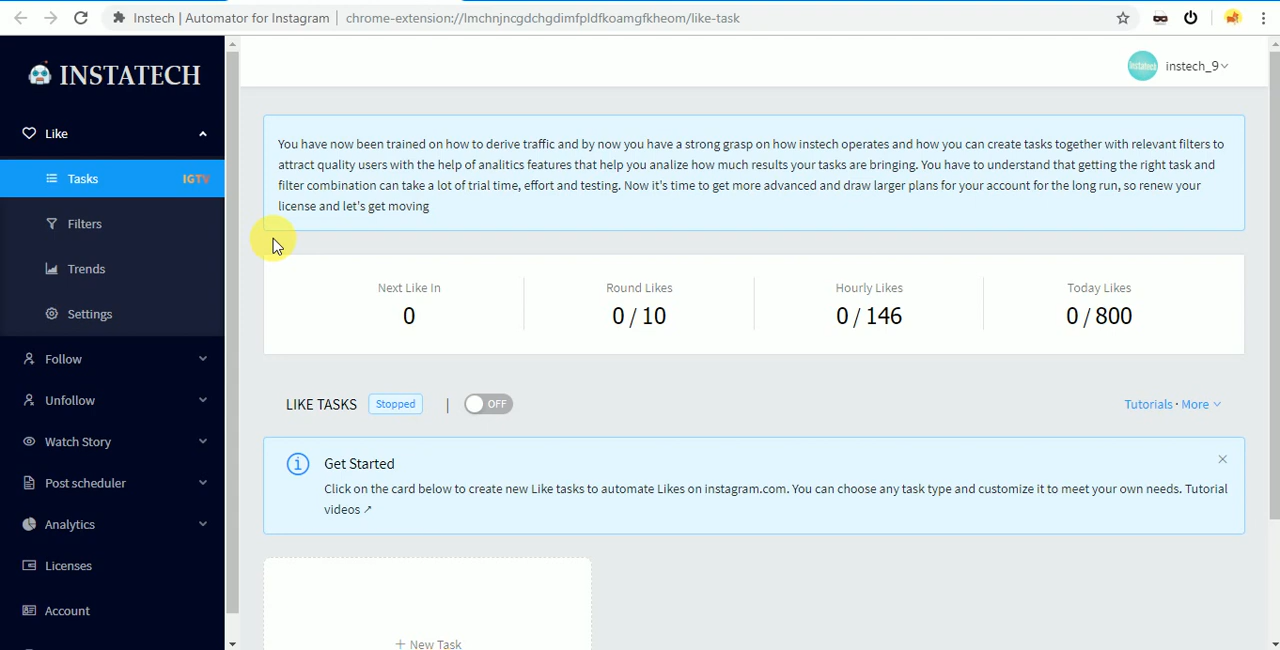 Instech | Automator for Instagram
chrome-extension://lmchnjncgdchgdimfpldfkoamgfkheom/like-task
INSTATECH
instech_9
Like
Tasks
IGTV
Filters
Trends
Settings
Follow
Unfollow
Watch Story
Post scheduler
Analytics
Licenses
Account
You have now been trained on how to derive traffic and by now you have a strong grasp on how instech operates and how you can create tasks together with relevant filters to
attract quality users with the help of analitics features that help you analize how much results your tasks are bringing. You have to understand that getting the right task and
filter combination can take a lot of trial time, effort and testing. Now it's time to get more advanced and draw larger plans for your account for the long run, so renew your
license and let's get moving
Next Like In
0
Round Likes
0 / 10
Hourly Likes
0 / 146
Today Likes
0 / 800
LIKE TASKS
Stopped
|
OFF
Tutorials · More
Get Started
Click on the card below to create new Like tasks to automate Likes on instagram.com. You can choose any task type and customize it to meet your own needs. Tutorial
videos ↗
+ New Task